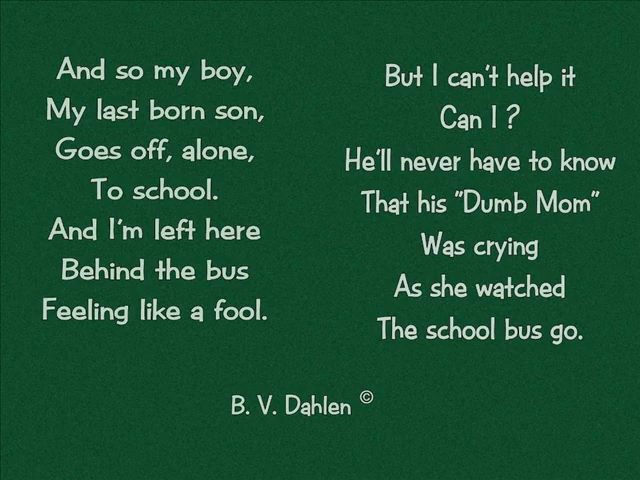 And so my boy,
My last born son,
Goes off, alone,
To school.
And I'm left here
Behind the bus
Feeling like a fool.
But I can't help it
Can I ?
He'll never have to know
That his "Dumb Mom"
Was crying
As she watched
The school bus go.
B. V. Dahlen ©